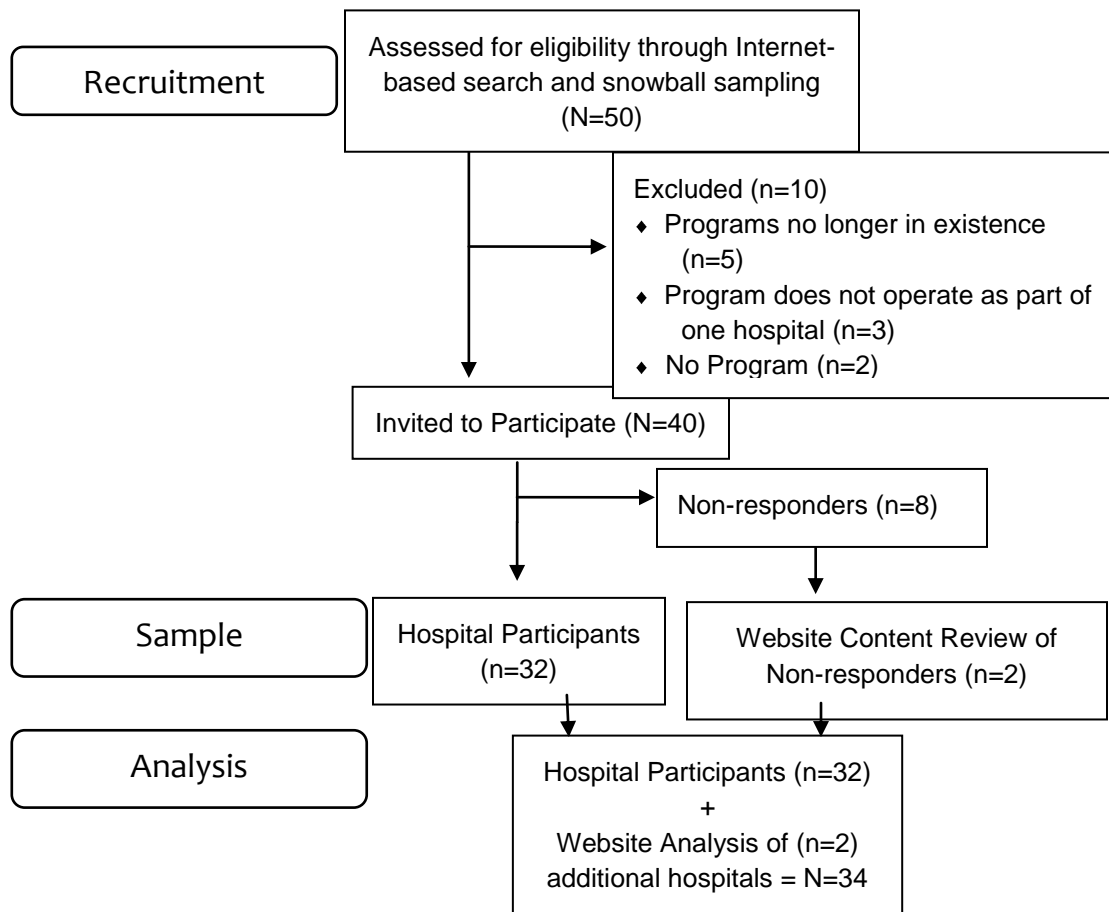 Recruitment
Assessed for eligibility through Internet-
based search and snowball sampling
(N=50)
Excluded (n=10)
♦ Programs no longer in existence
(n=5)
♦ Program does not operate as part of
one hospital (n=3)
♦ No Program (n=2)
Invited to Participate (N=40)
Non-responders (n=8)
Sample
Hospital Participants
(n=32)
Website Content Review of
Non-responders (n=2)
Analysis
Hospital Participants (n=32)
+
Website Analysis of (n=2)
additional hospitals = N=34